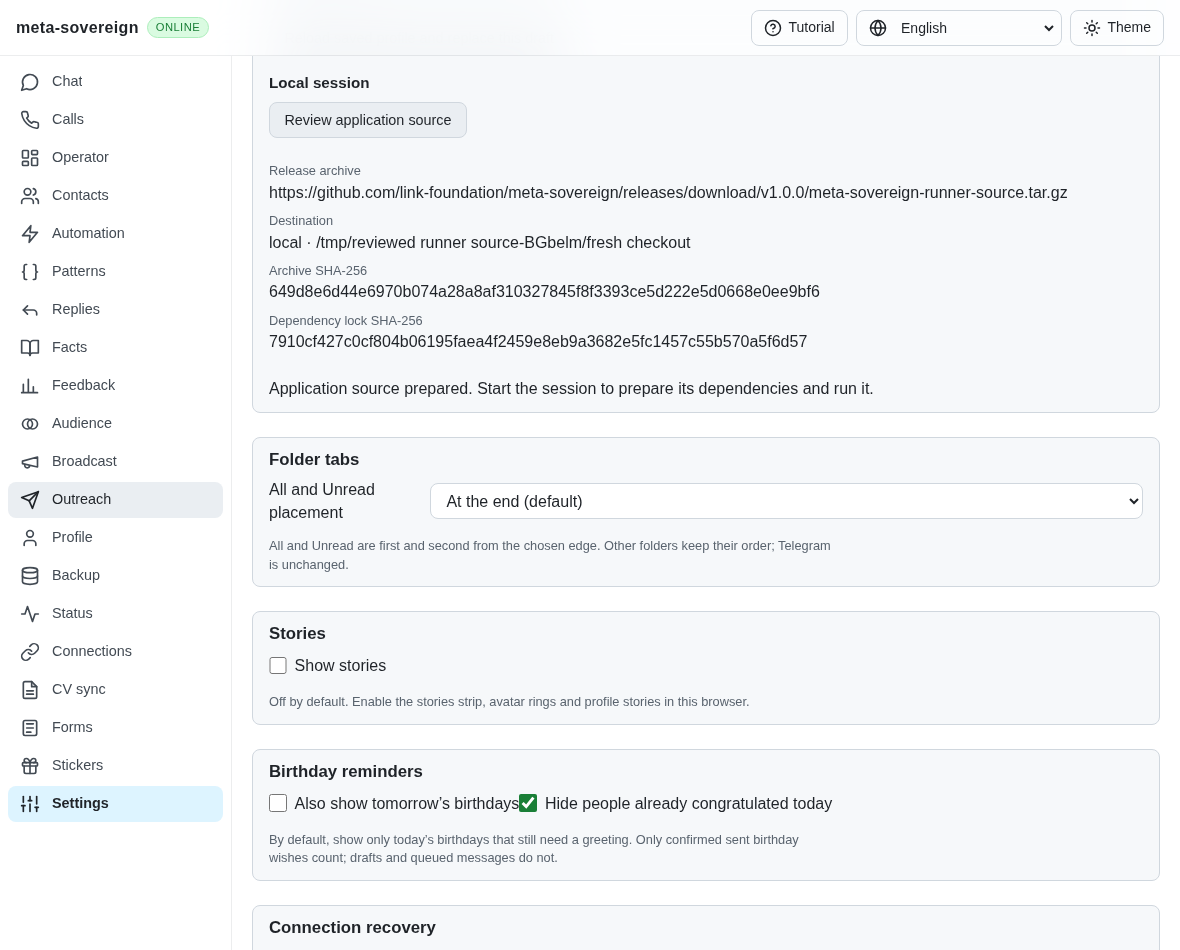 meta-sovereign ONLINE Tutorial English Theme
Chat
Calls
Operator
Contacts
Automation
Patterns
Replies
Facts
Feedback
Audience
Broadcast
Outreach
Profile
Backup
Status
Connections
CV sync
Forms
Stickers
Settings
Local session
Review application source
Release archive
https://github.com/link-foundation/meta-sovereign/releases/download/v1.0.0/meta-sovereign-runner-source.tar.gz
Destination
local · /tmp/reviewed runner source-BGbelm/fresh checkout
Archive SHA-256
649d8e6d44e6970b074a28a8af310327845f8f3393ce5d222e5d0668e0ee9bf6
Dependency lock SHA-256
7910cf427c0cf804b06195faea4f2459e8eb9a3682e5fc1457c55b570a5f6d57
Application source prepared. Start the session to prepare its dependencies and run it.
Folder tabs
All and Unread
placement
At the end (default)
All and Unread are first and second from the chosen edge. Other folders keep their order; Telegram
is unchanged.
Stories
Show stories
Off by default. Enable the stories strip, avatar rings and profile stories in this browser.
Birthday reminders
Also show tomorrow’s birthdays Hide people already congratulated today
By default, show only today’s birthdays that still need a greeting. Only confirmed sent birthday
wishes count; drafts and queued messages do not.
Connection recovery